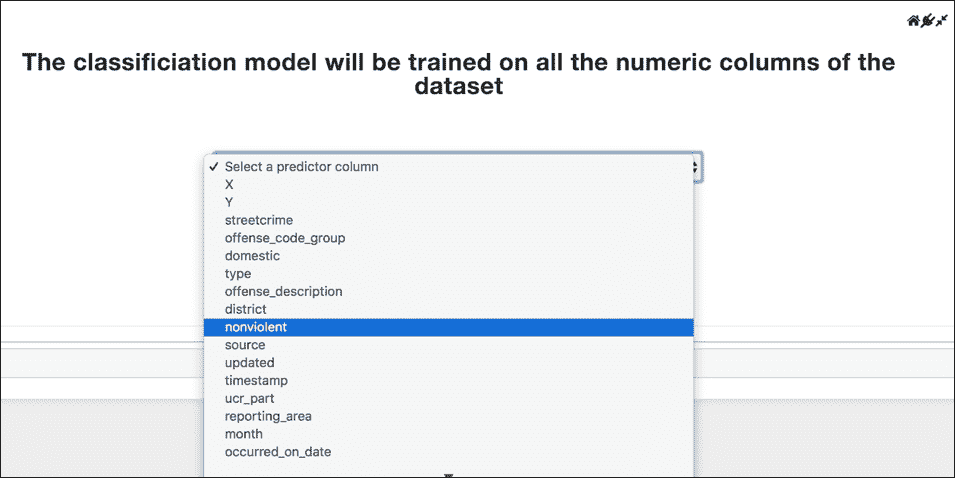 The classificiation model will be trained on all the numeric columns of the
dataset
✓ Select a predictor column
X
Y
streetcrime
offense_code_group
domestic
type
offense_description
district
nonviolent
source
updated
timestamp
ucr_part
reporting_area
month
occurred_on_date